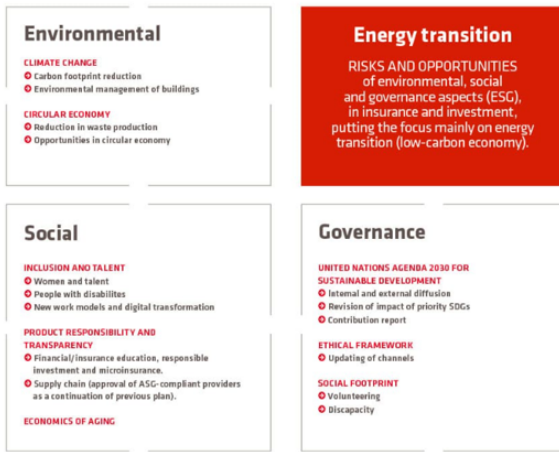 Environmental
CLIMATE CHANGE
Carbon footprint reduction
Environmental management of buildings
CIRCULAR ECONOMY
Reduction in waste production
Opportunities in circular economy
Energy transition
RISKS AND OPPORTUNITIES
of environmental, social
and governance aspects (ESG),
in insurance and investment,
putting the focus mainly on energy
transition (low-carbon economy).
Social
INCLUSION AND TALENT
Women and talent
People with disabilites
New work models and digital transformation
PRODUCT RESPONSIBILITY AND
TRANSPARENCY
Financial/insurance education, responsible
investment and microinsurance.
Supply chain (approval of ASG-compliant providers
as a continuation of previous plan).
ECONOMICS OF AGING
Governance
UNITED NATIONS AGENDA 2030 FOR
SUSTAINABLE DEVELOPMENT
Internal and external diffusion
Revision of impact of priority SDGs
Contribution report
ETHICAL FRAMEWORK
Updating of channels
SOCIAL FOOTPRINT
Volunteering
Discapacity